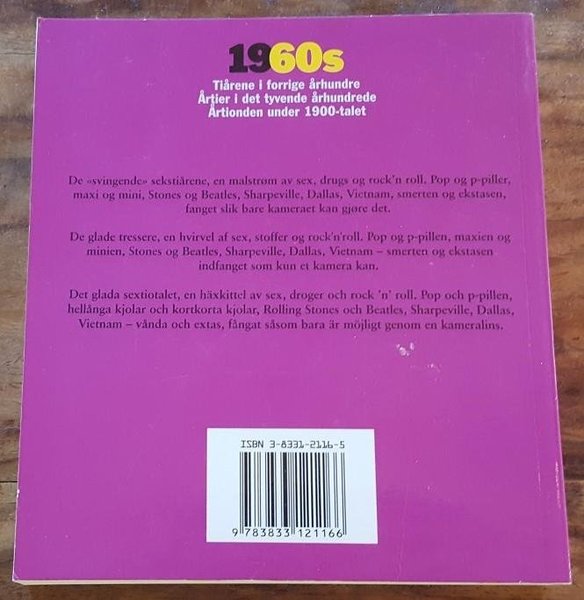 1960s
Tiårene i forrige århundre
Årtier i det tyvende århundrede
Årtionden under 1900-talet
De «svingende» sekstiårene, en malstrøm av sex, drugs og rock'n roll. Pop og p-piller,
maxi og mini, Stones og Beatles, Sharpeville, Dallas, Vietnam, smerten og ekstasen,
fanget slik bare kameraet kan gjøre det.
De glade tressere, en hvirvel af sex, stoffer og rock'n'roll. Pop og p-pillen, maxien og
minien, Stones og Beatles, Sharpeville, Dallas, Vietnam – smerten og ekstasen
indfanget som kun et kamera kan.
Det glada sextiotalet, en häxkittel av sex, droger och rock 'n' roll. Pop och p-pillen,
hellånga kjolar och kortkorta kjolar, Rolling Stones och Beatles, Sharpeville, Dallas,
Vietnam – vånda och extas, fångat såsom bara är möjligt genom en kameralins.
ISBN 3-8331-2116-5
9 783833 121166